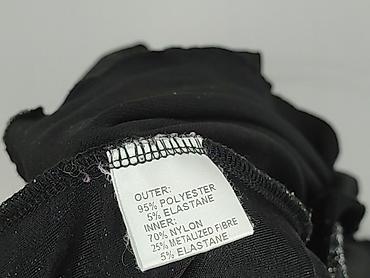 OUTER:
95% POLYESTER
5% ELASTANE
INNER:
70% NYLON
25% METALIZED FIBRE
5% ELASTANE